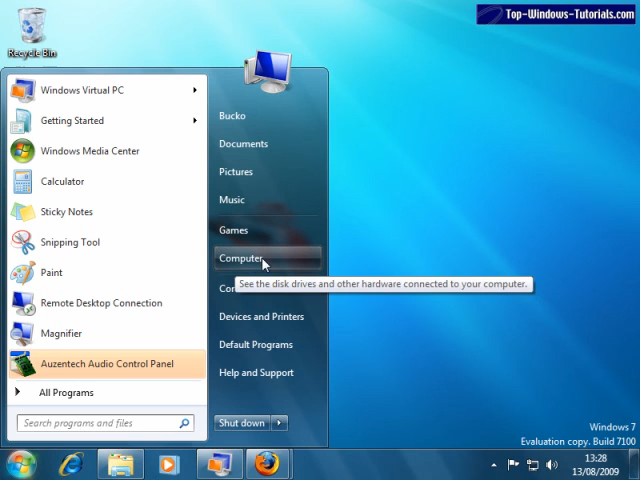 Top-Windows-Tutorials.com
Recycle Bin
Windows Virtual PC
Getting Started
Windows Media Center
Calculator
Sticky Notes
Snipping Tool
Paint
Remote Desktop Connection
Magnifier
Auzentech Audio Control Panel
All Programs
Search programs and files
Bucko
Documents
Pictures
Music
Games
Computer
See the disk drives and other hardware connected to your computer.
Devices and Printers
Default Programs
Help and Support
Shut down
Windows 7
Evaluation copy. Build 7100
13:28
13/08/2009